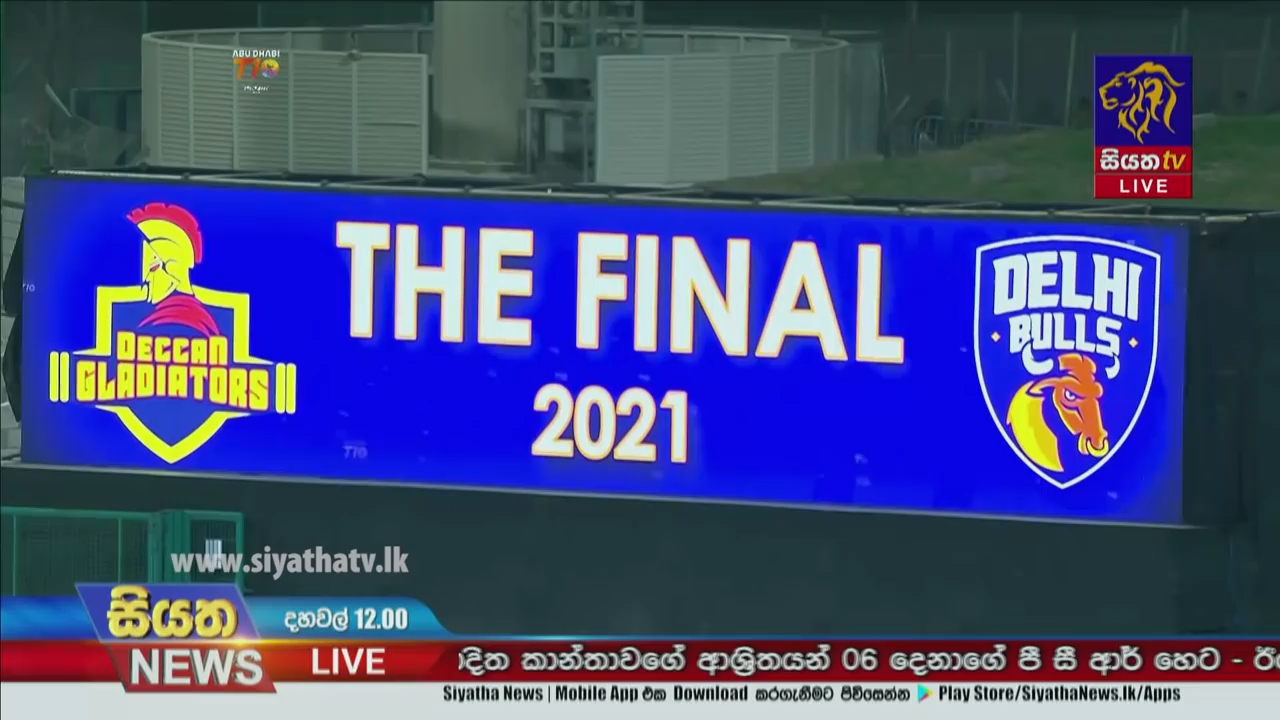 ABU DHABI
T10
සියත tv
LIVE
THE FINAL
2021
DECCAN
GLADIATORS
DELHI
BULLS
T10
www.siyathatv.lk
සියත
NEWS
දහවල් 12.00
LIVE
කාන්තාවගේ ආශ්‍රිතයන් 06 දෙනාගේ පී සී ආර් හෙට -
Siyatha News | Mobile App එක Download කරගැනීමට පිවිසෙන්න Play Store/SiyathaNews.lk/Apps